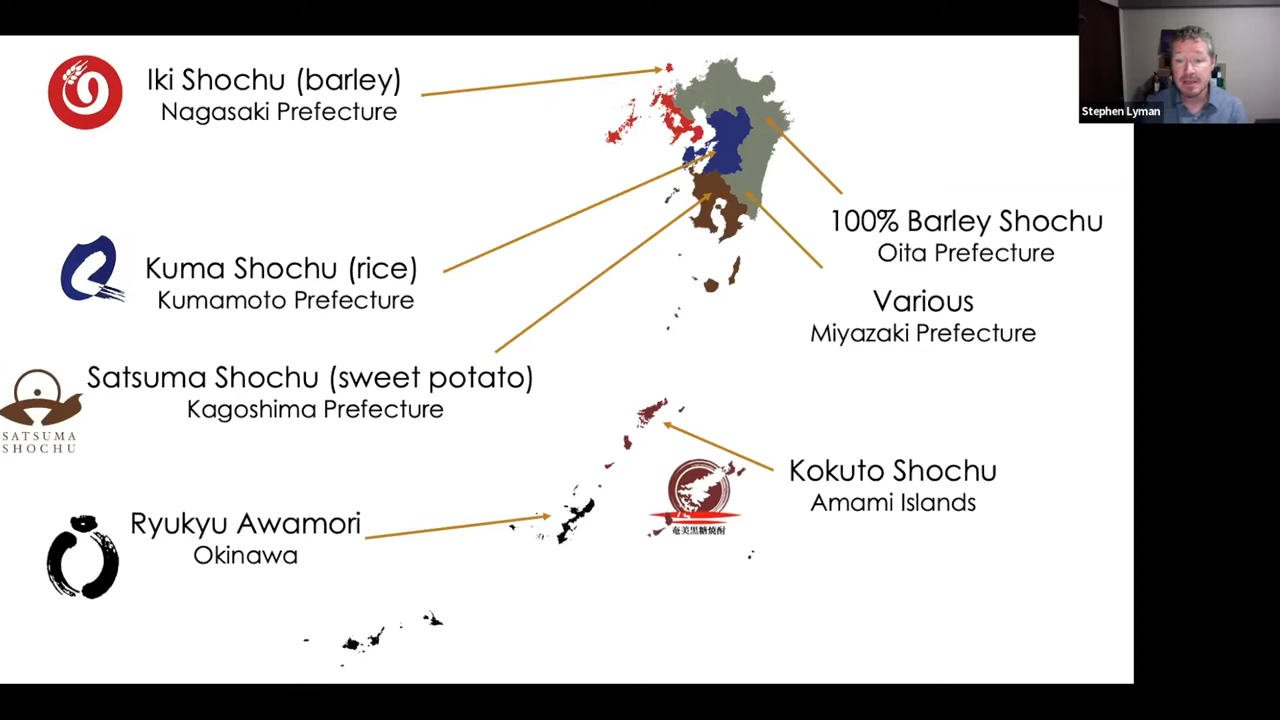 Iki Shochu (barley)
Nagasaki Prefecture
Stephen Lyman
100% Barley Shochu
Oita Prefecture
Kuma Shochu (rice)
Kumamoto Prefecture
Various
Miyazaki Prefecture
Satsuma Shochu (sweet potato)
Kagoshima Prefecture
SATSUMA
SHOCHU
Kokuto Shochu
Amami Islands
奄美黒糖焼酎
Ryukyu Awamori
Okinawa